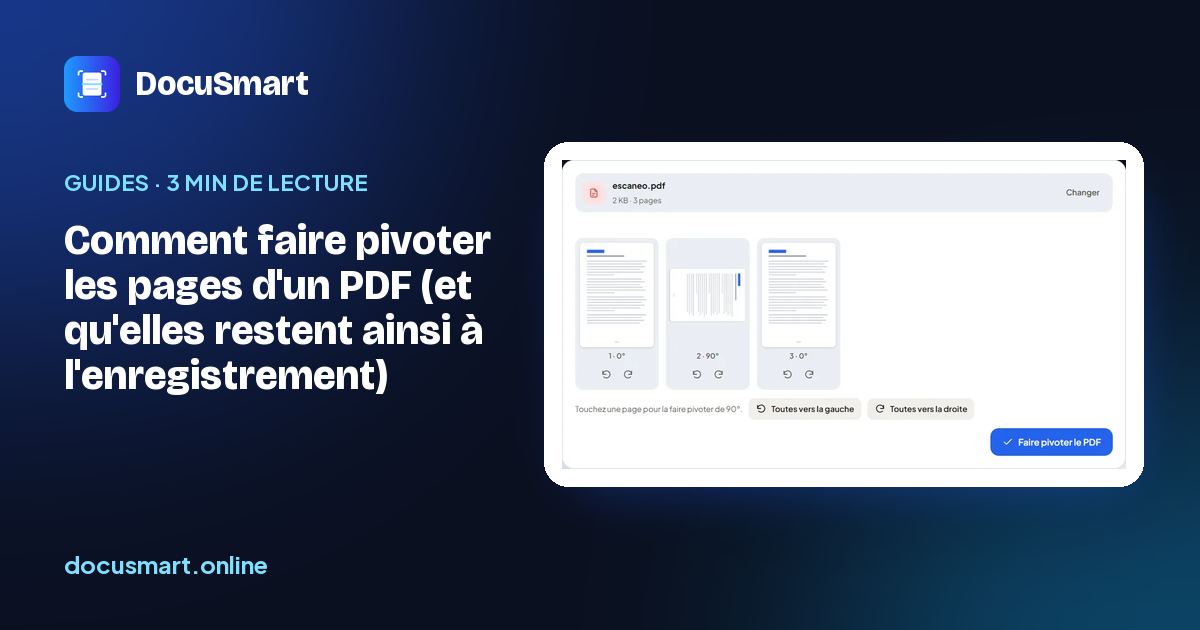 DocuSmart
GUIDES · 3 MIN DE LECTURE
Comment faire pivoter
les pages d'un PDF (et
qu'elles restent ainsi à
l'enregistrement)
docusmart.online
escaneo.pdf
2 KB · 3 pages
Changer
1 · 0°
2 · 90°
3 · 0°
Touchez une page pour la faire pivoter de 90°.
Toutes vers la gauche
Toutes vers la droite
Faire pivoter le PDF